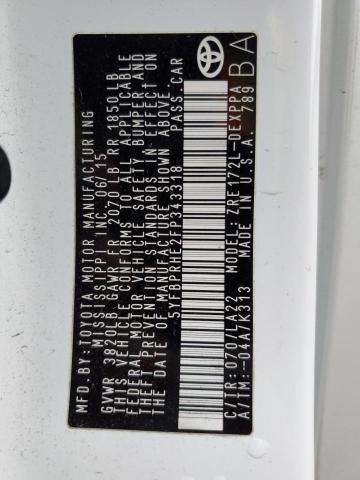 MFD.BY:TOYOTA MOTOR MANUFACTURING
MISSISSIPPI INC. 06/15
GVWR 3820LB GAWR FR 2070 LB RR 1850LB
THIS VEHICLE CONFORMS TO ALL APPLICABLE
FEDERAL MOTOR VEHICLE SAFETY BUMPER AND
THEFT PREVENTION STANDARDS IN EFFECT ON
THE DATE OF MANUFACTURE SHOWN ABOVE.
5YFBPRHE2FP343318 PASS. CAR
C/TR:070 /LA22 MODEL:ZRE172L-DEXPPA
A/TM:-04A/K313 MADE IN U.S.A. 789
BA